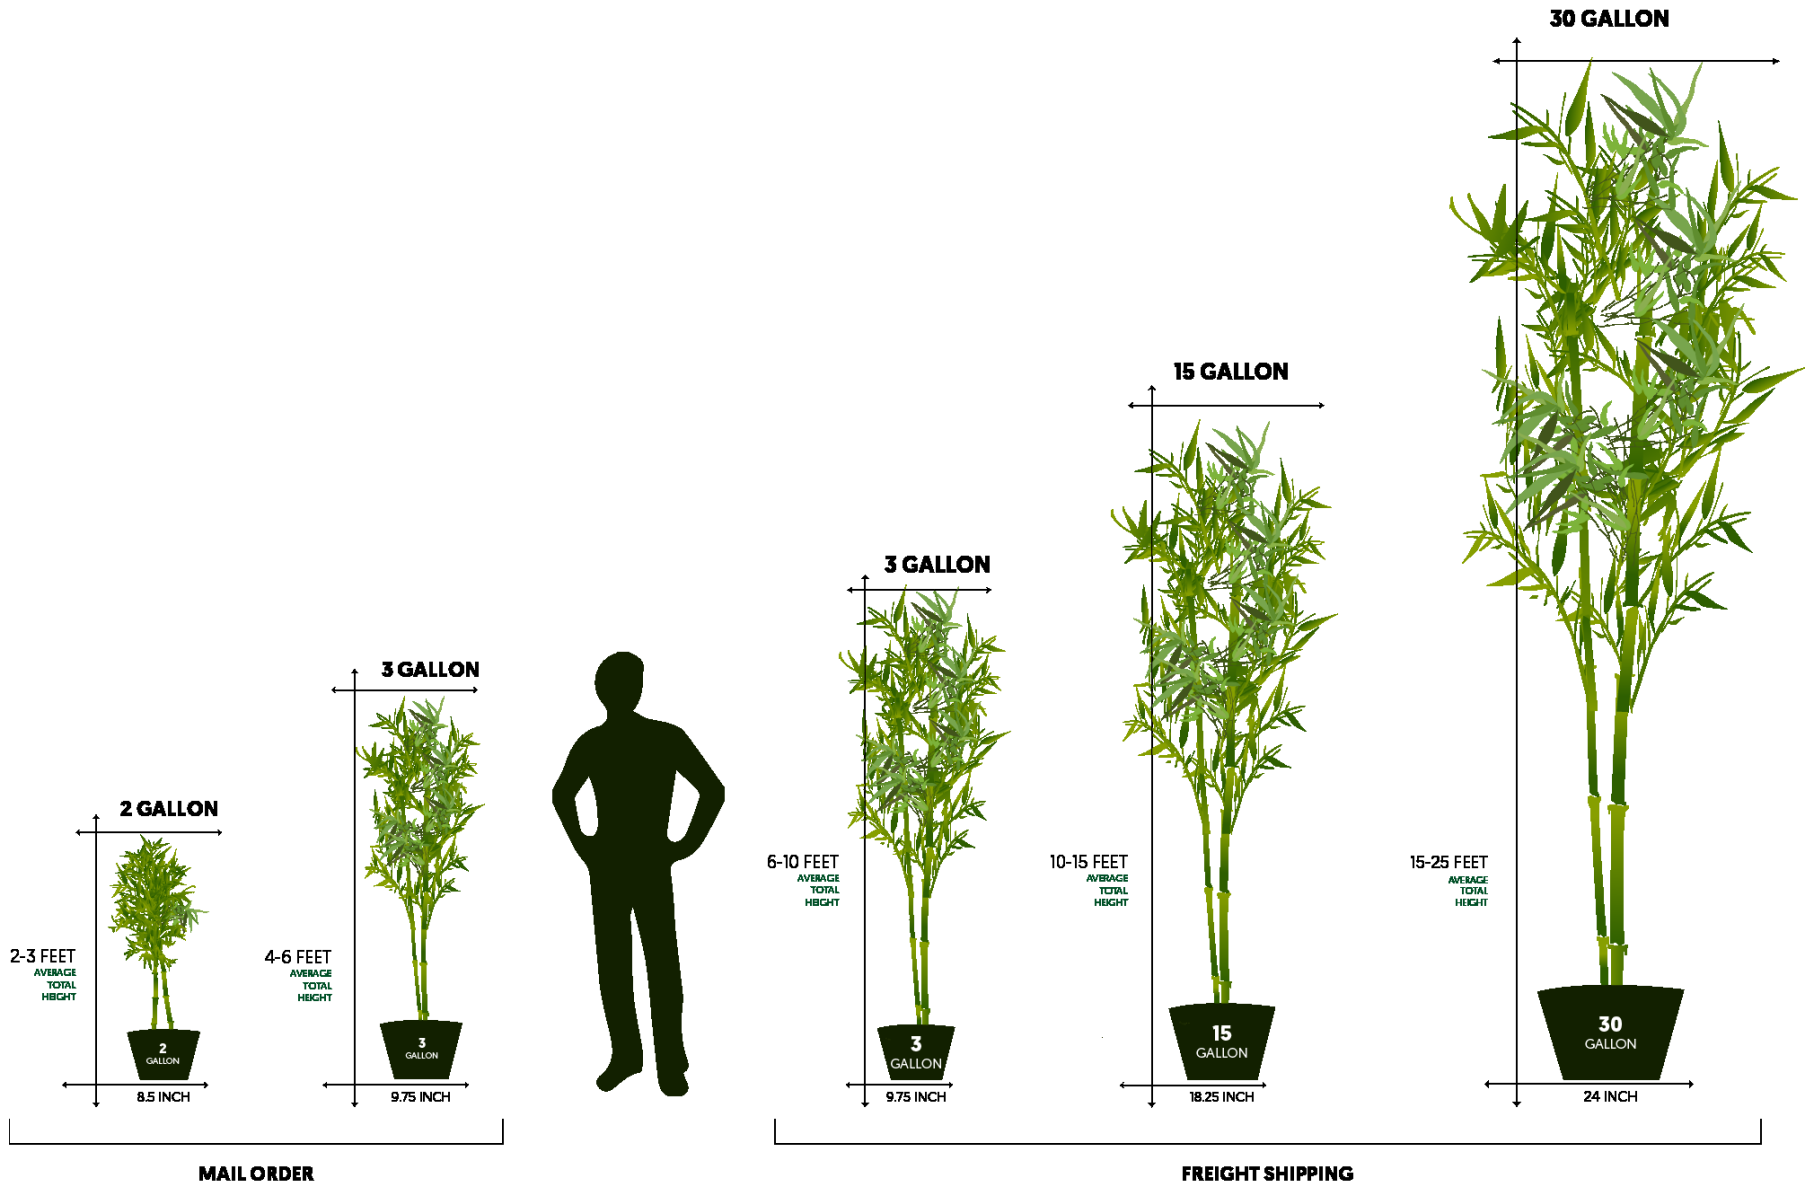 30 GALLON
15 GALLON
3 GALLON
3 GALLON
2 GALLON
2-3 FEET
AVERAGE
TOTAL
HEIGHT
4-6 FEET
AVERAGE
TOTAL
HEIGHT
6-10 FEET
AVERAGE
TOTAL
HEIGHT
10-15 FEET
AVERAGE
TOTAL
HEIGHT
15-25 FEET
AVERAGE
TOTAL
HEIGHT
2
GALLON
3
GALLON
3
GALLON
15
GALLON
30
GALLON
8.5 INCH
9.75 INCH
9.75 INCH
18.25 INCH
24 INCH
MAIL ORDER
FREIGHT SHIPPING